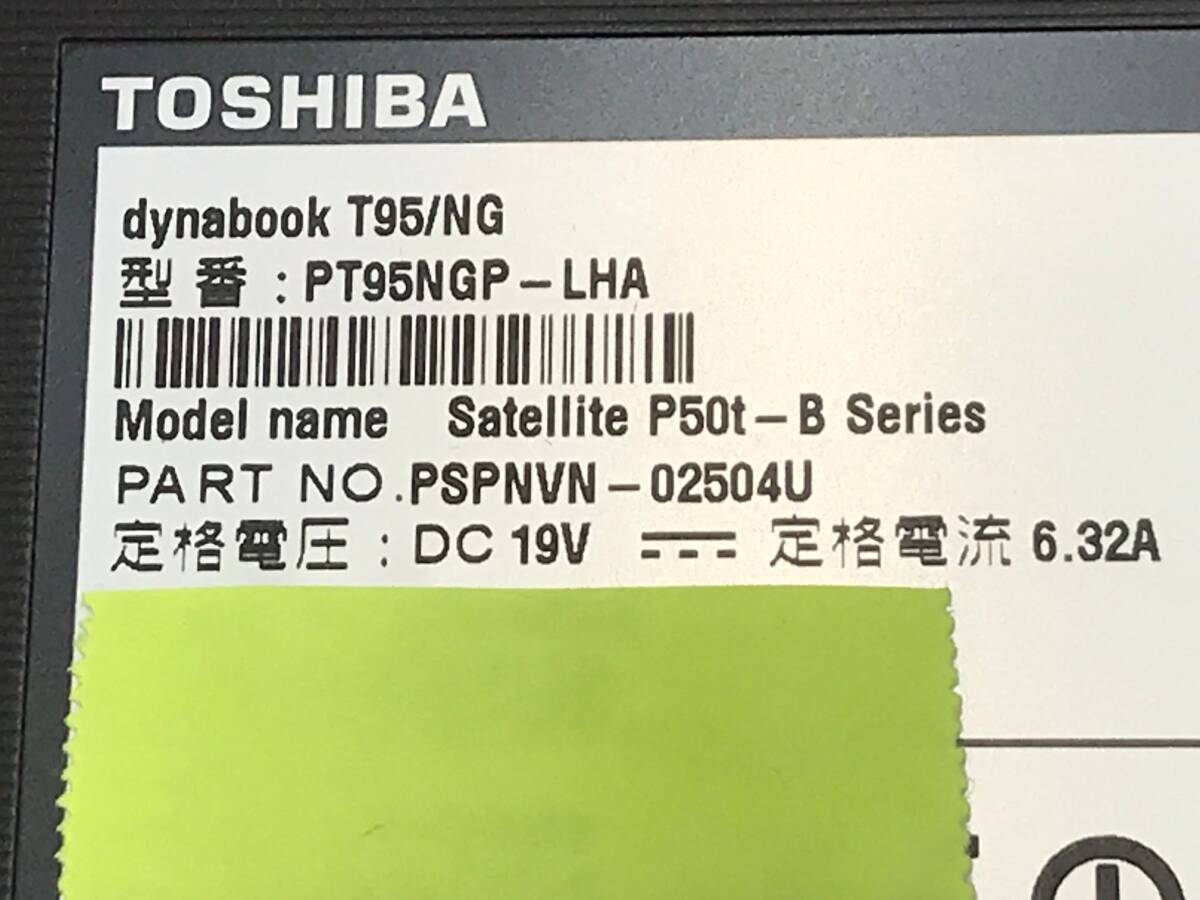 TOSHIBA
dynabook T95/NG
型番：PT95NGP－LHA
Model name Satellite P50t－B Series
PART NO.PSPNVN－02504U
定格電圧：DC 19V ⎓ 定格電流 6.32A